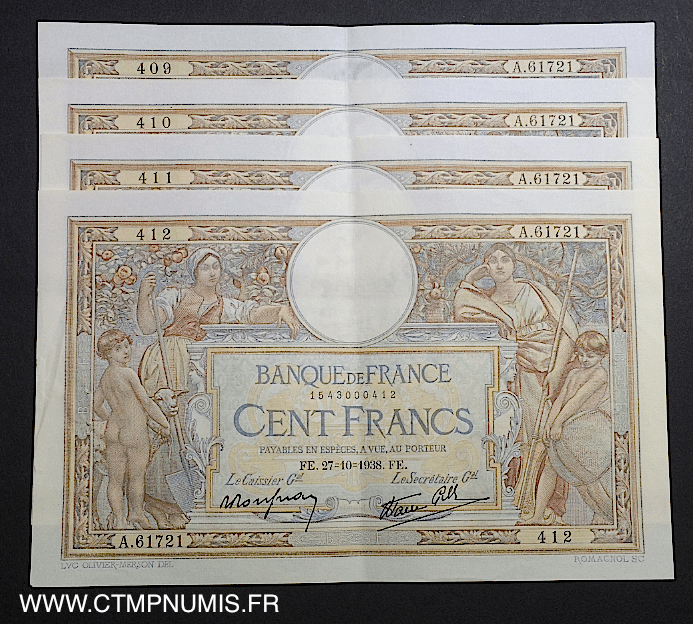 409 A.61721
410 A.61721
411 A.61721
412 A.61721
BANQUE DE FRANCE
1543000412
CENT FRANCS
PAYABLES EN ESPÈCES, A VUE, AU PORTEUR
FE. 27=10=1938. FE.
Le Caissier Gal Le Secrétaire Gal
A.61721 412
LVC OLIVIER-MERSON DEL ROMAGNOL SC
WWW.CTMPNUMIS.FR